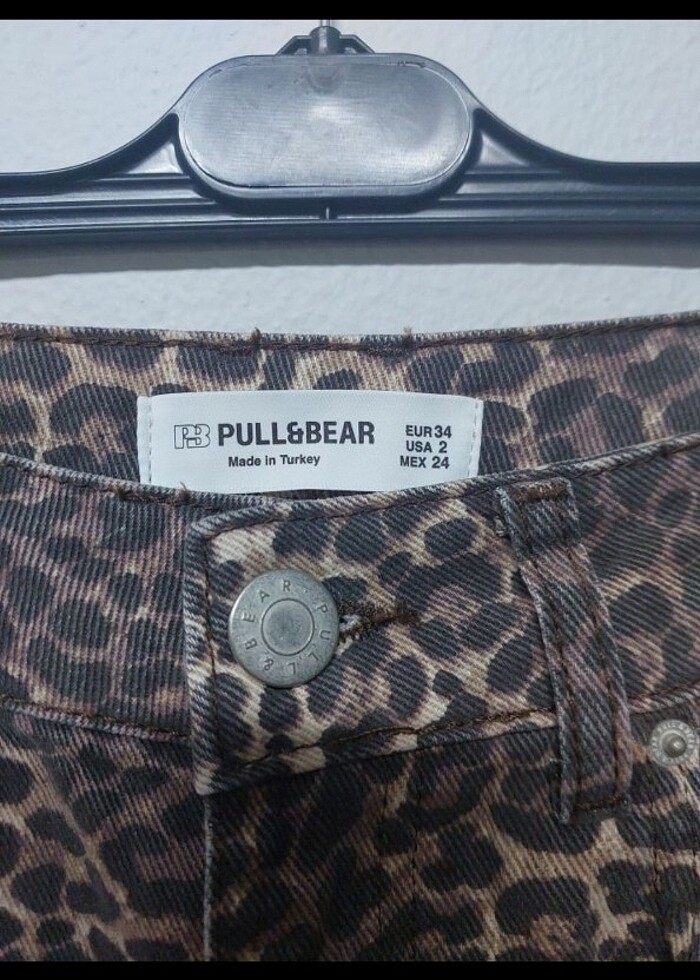 PB PULL&BEAR
Made in Turkey
EUR 34
USA 2
MEX 24
PULL&BEAR